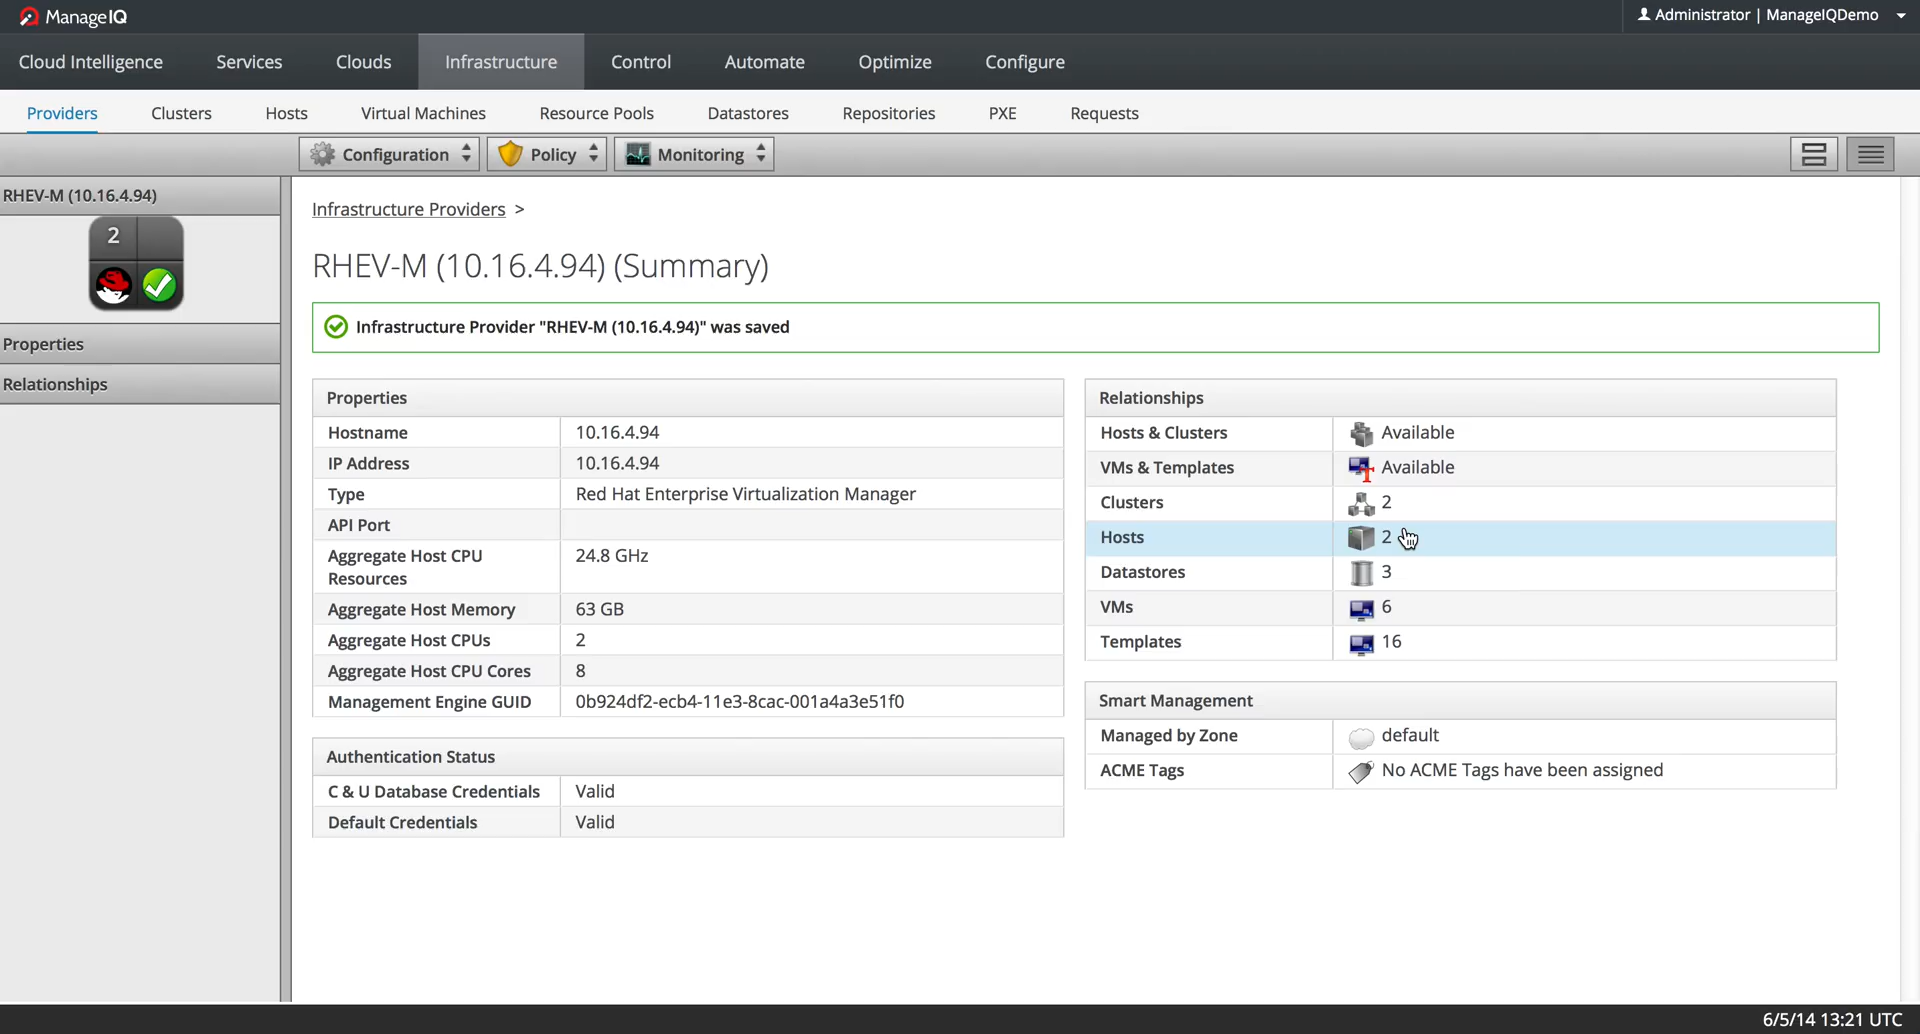 ManageIQ
Administrator | ManageIQDemo
Cloud Intelligence Services Clouds Infrastructure Control Automate Optimize Configure
Providers Clusters Hosts Virtual Machines Resource Pools Datastores Repositories PXE Requests
Configuration Policy Monitoring
RHEV-M (10.16.4.94)
2
Properties
Relationships
Infrastructure Providers >
RHEV-M (10.16.4.94) (Summary)
Infrastructure Provider "RHEV-M (10.16.4.94)" was saved
Properties
Hostname 10.16.4.94
IP Address 10.16.4.94
Type Red Hat Enterprise Virtualization Manager
API Port
Aggregate Host CPU
Resources 24.8 GHz
Aggregate Host Memory 63 GB
Aggregate Host CPUs 2
Aggregate Host CPU Cores 8
Management Engine GUID 0b924df2-ecb4-11e3-8cac-001a4a3e51f0
Authentication Status
C & U Database Credentials Valid
Default Credentials Valid
Relationships
Hosts & Clusters Available
VMs & Templates Available
Clusters 2
Hosts 2
Datastores 3
VMs 6
Templates 16
Smart Management
Managed by Zone default
ACME Tags No ACME Tags have been assigned
6/5/14 13:21 UTC